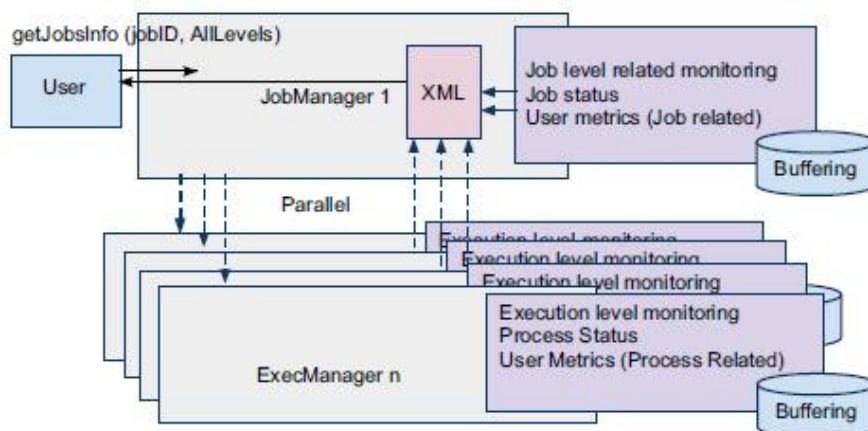 getJobsInfo (jobID, AllLevels)
User
JobManager 1
XML
Job level related monitoring
Job status
User metrics (Job related)
Buffering
Parallel
Execution level monitoring
Execution level monitoring
Execution level monitoring
Execution level monitoring
Process Status
User Metrics (Process Related)
ExecManager n
Buffering